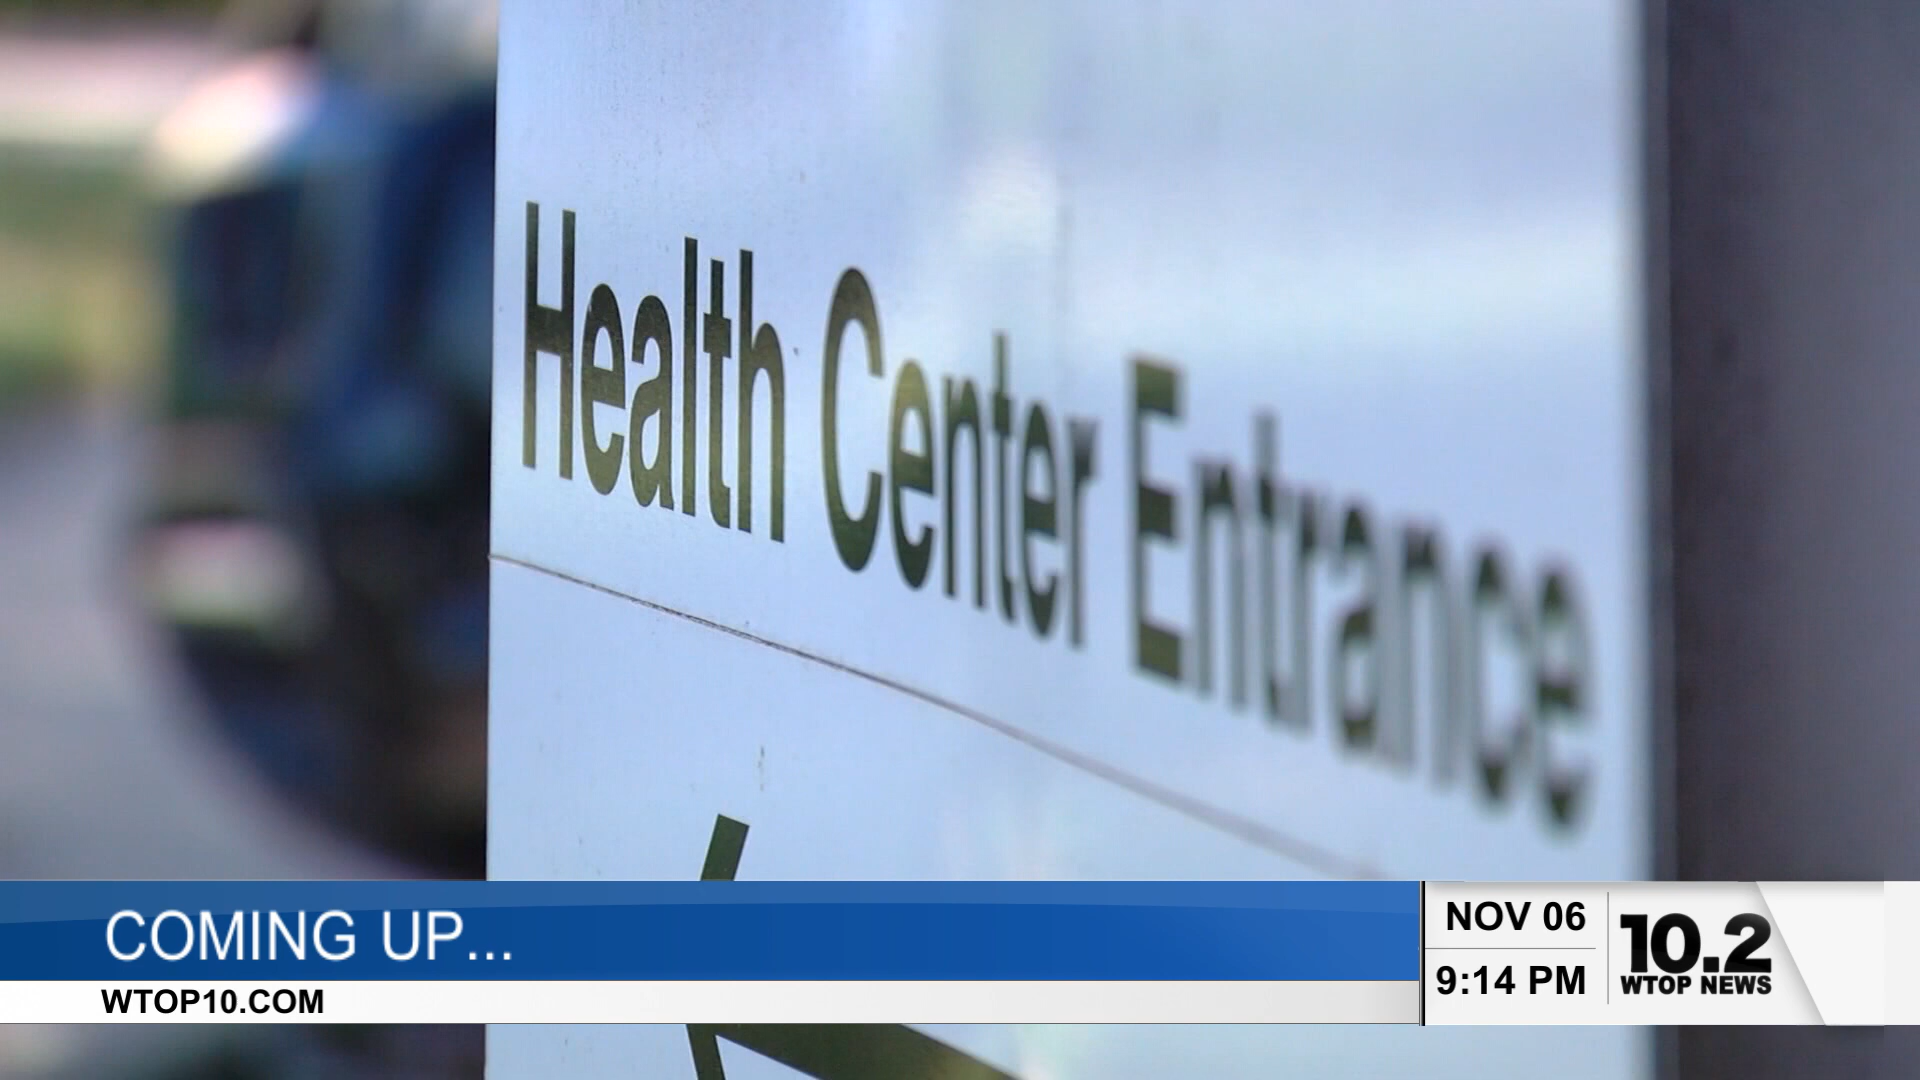 Health Center Entrance
COMING UP...
WTOP10.COM
NOV 06
9:14 PM
10.2
WTOP NEWS